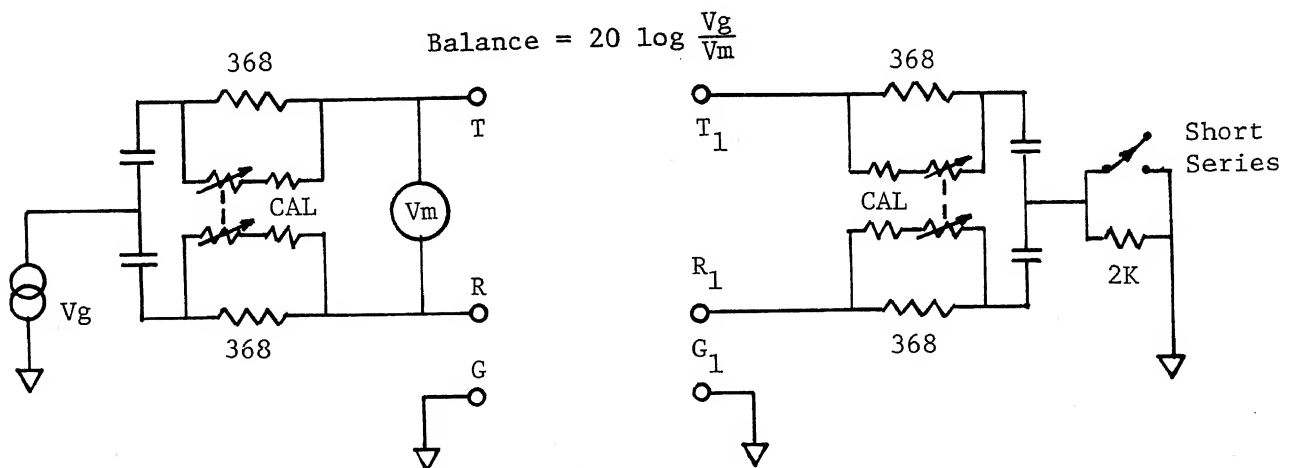 Balance = 20 log Vg/Vm
368
T
CAL
Vm
Vg
R
368
G
368
T1
Short
Series
CAL
R1
2K
368
G1